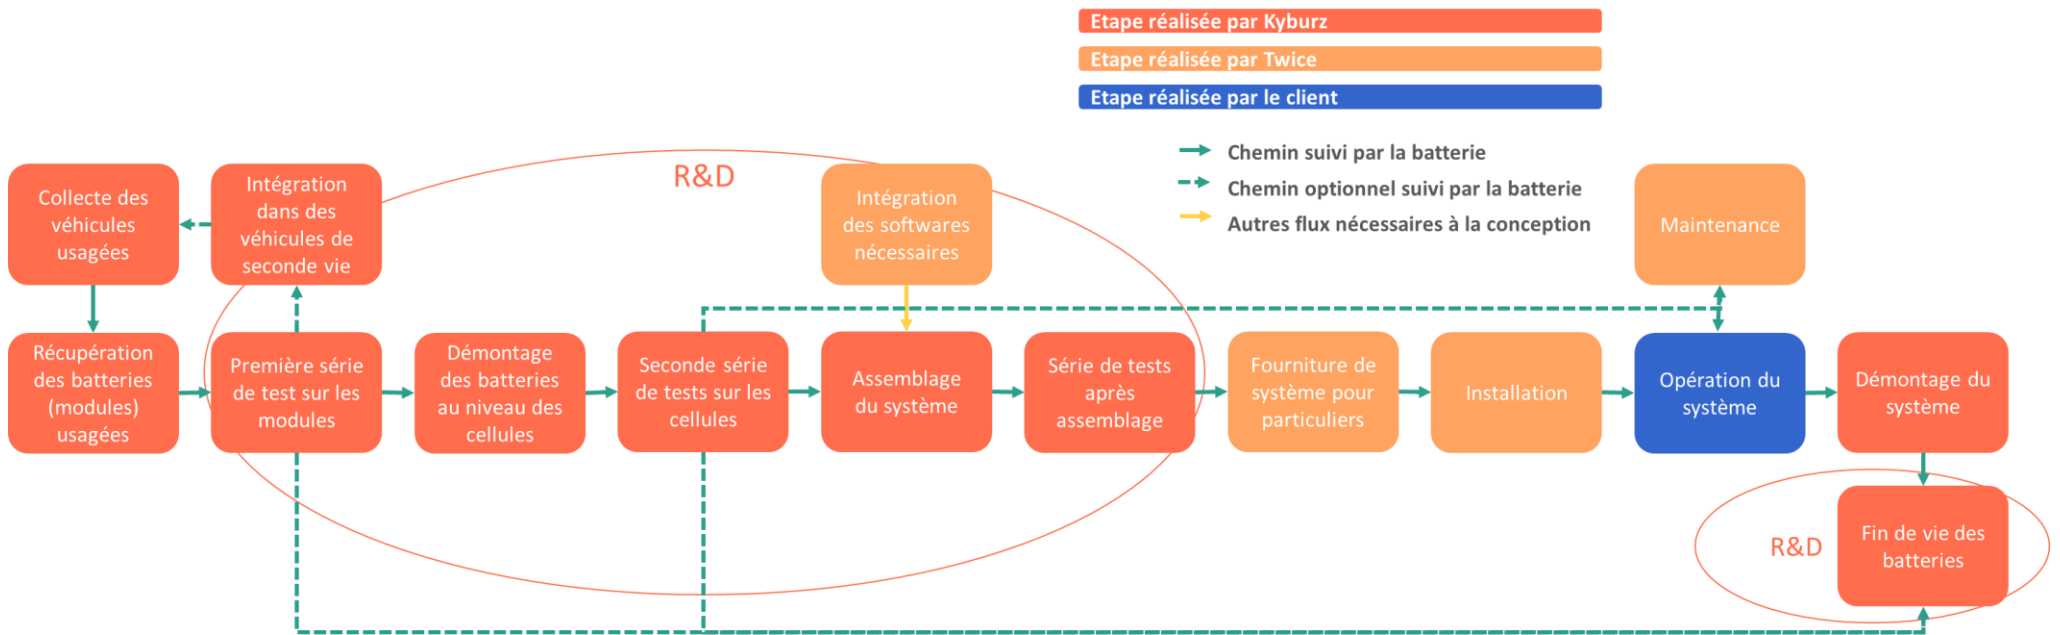 Etape réalisée par Kyburz
Etape réalisée par Twice
Etape réalisée par le client
Chemin suivi par la batterie
Chemin optionnel suivi par la batterie
Autres flux nécessaires à la conception
R&D
Collecte des
véhicules
usagées
Intégration
dans des
véhicules de
seconde vie
Intégration
des softwares
nécessaires
Maintenance
Récupération
des batteries
(modules)
usagées
Première série
de test sur les
modules
Démontage
des batteries
au niveau des
cellules
Seconde série
de tests sur les
cellules
Assemblage
du système
Série de tests
après
assemblage
Fourniture de
système pour
particuliers
Installation
Opération du
système
Démontage du
système
R&D
Fin de vie des
batteries